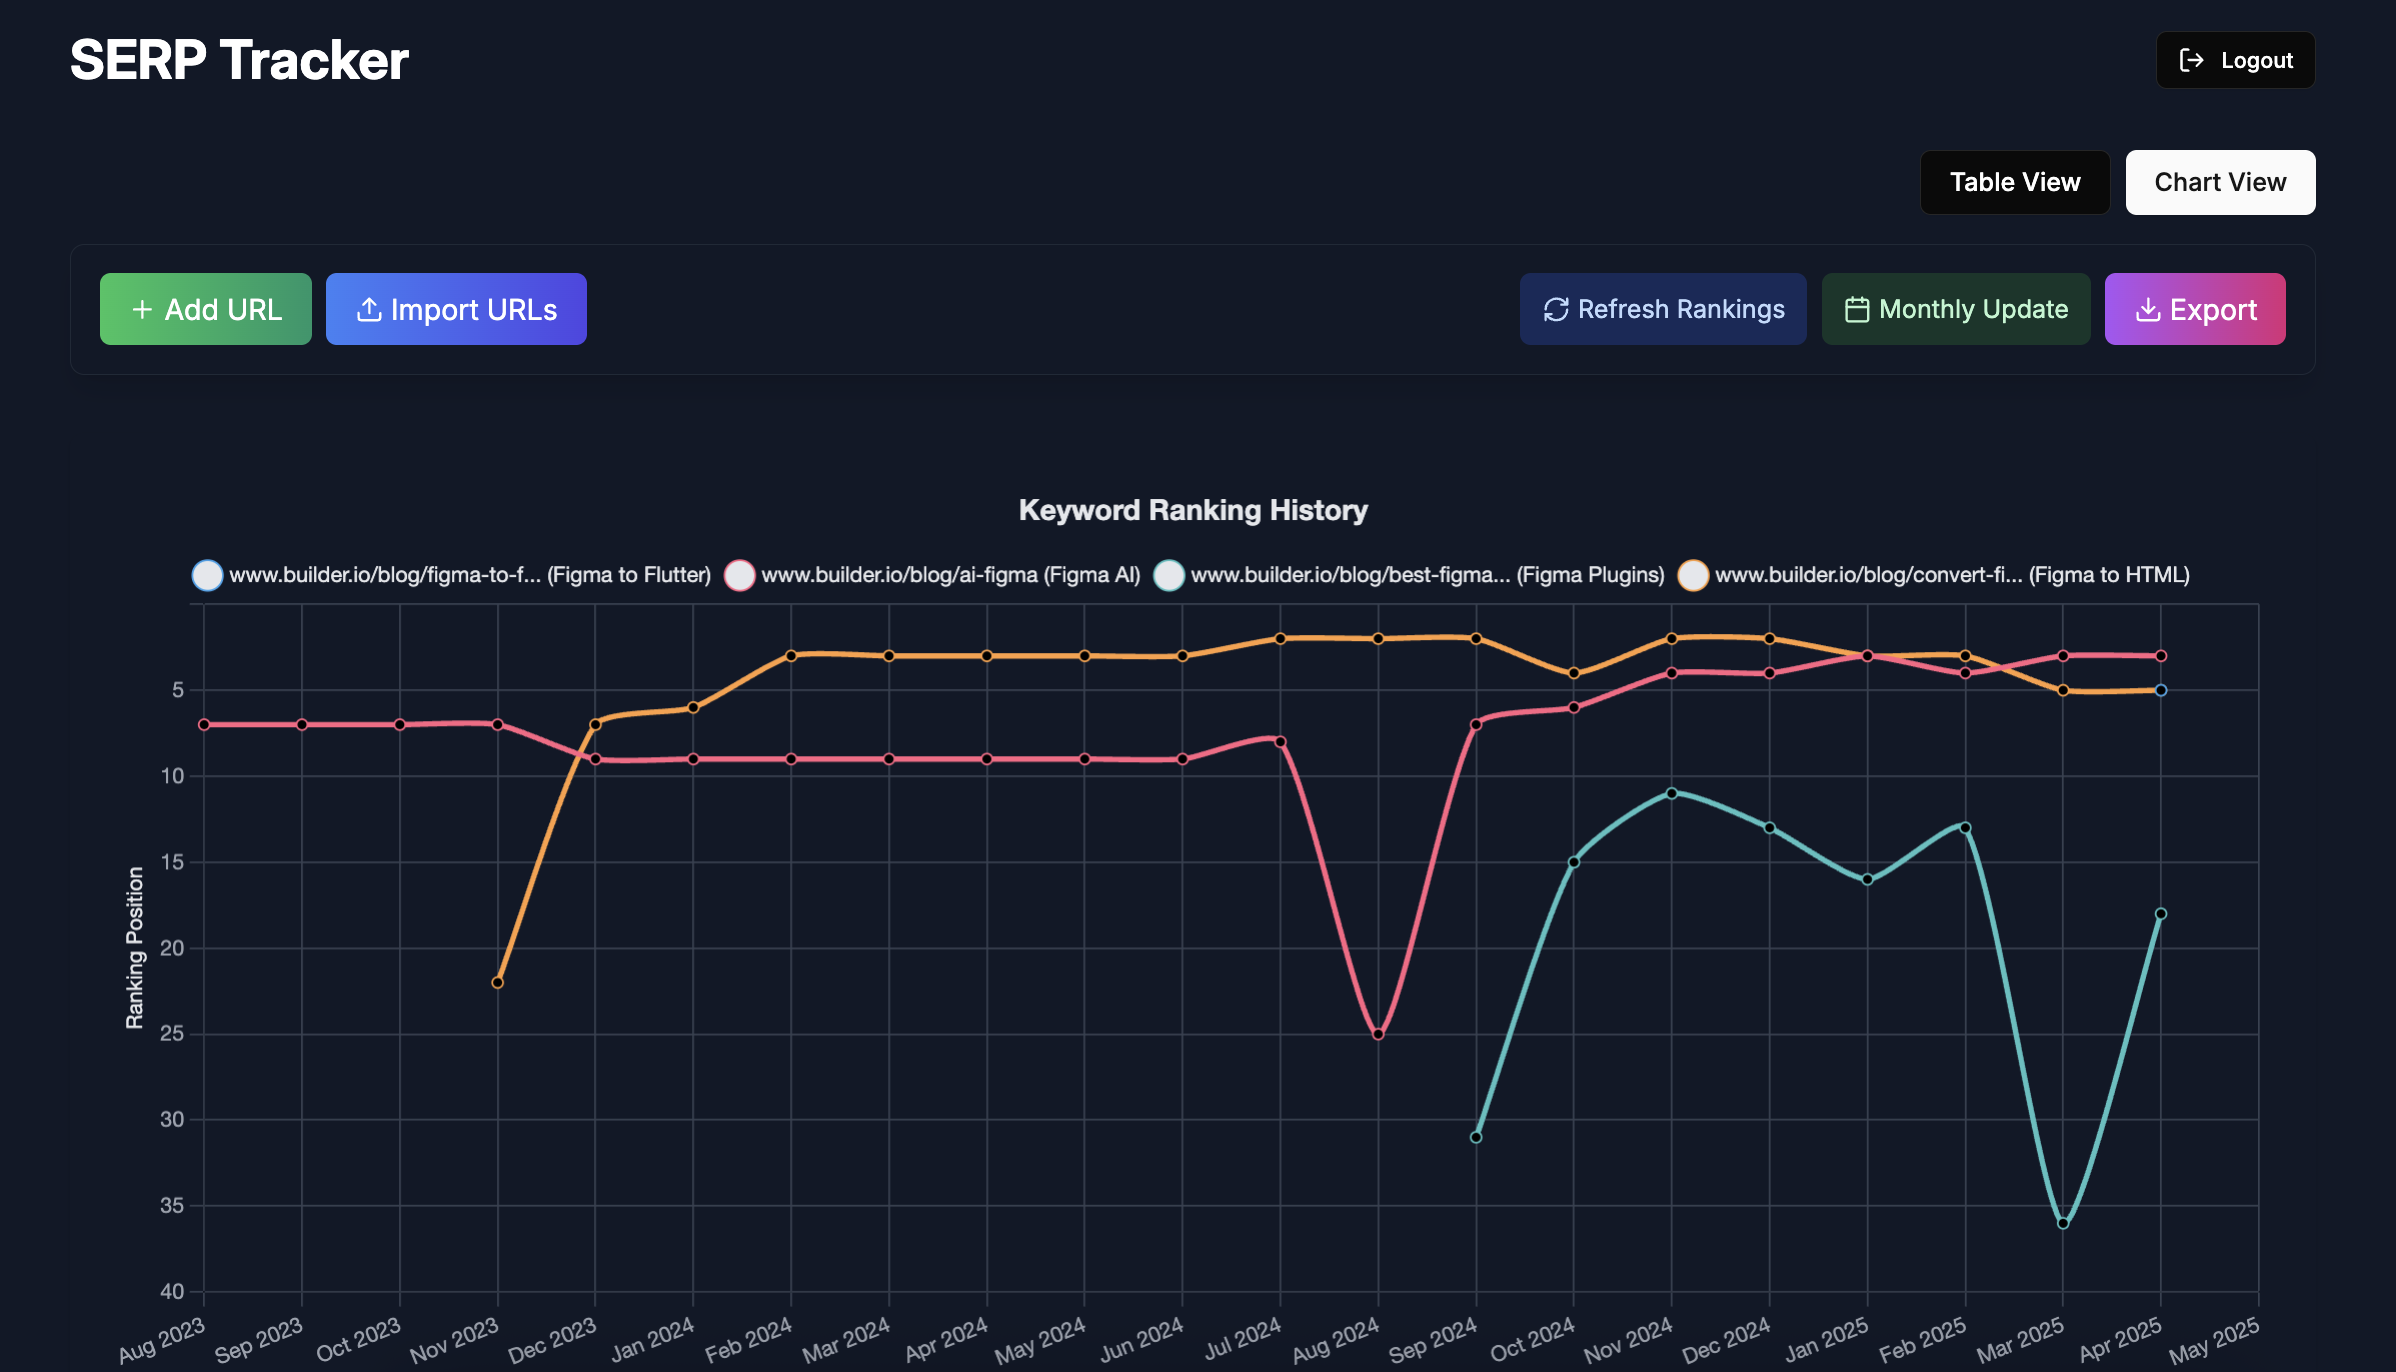 SERP Tracker
Logout
Table View
Chart View
Add URL
Import URLs
Refresh Rankings
Monthly Update
Export
Keyword Ranking History
www.builder.io/blog/figma-to-f... (Figma to Flutter)
www.builder.io/blog/ai-figma (Figma AI)
www.builder.io/blog/best-figma... (Figma Plugins)
www.builder.io/blog/convert-fi... (Figma to HTML)
Ranking Position
5
10
15
20
25
30
35
40
Aug 2023
Sep 2023
Oct 2023
Nov 2023
Dec 2023
Jan 2024
Feb 2024
Mar 2024
Apr 2024
May 2024
Jun 2024
Jul 2024
Aug 2024
Sep 2024
Oct 2024
Nov 2024
Dec 2024
Jan 2025
Feb 2025
Mar 2025
Apr 2025
May 2025